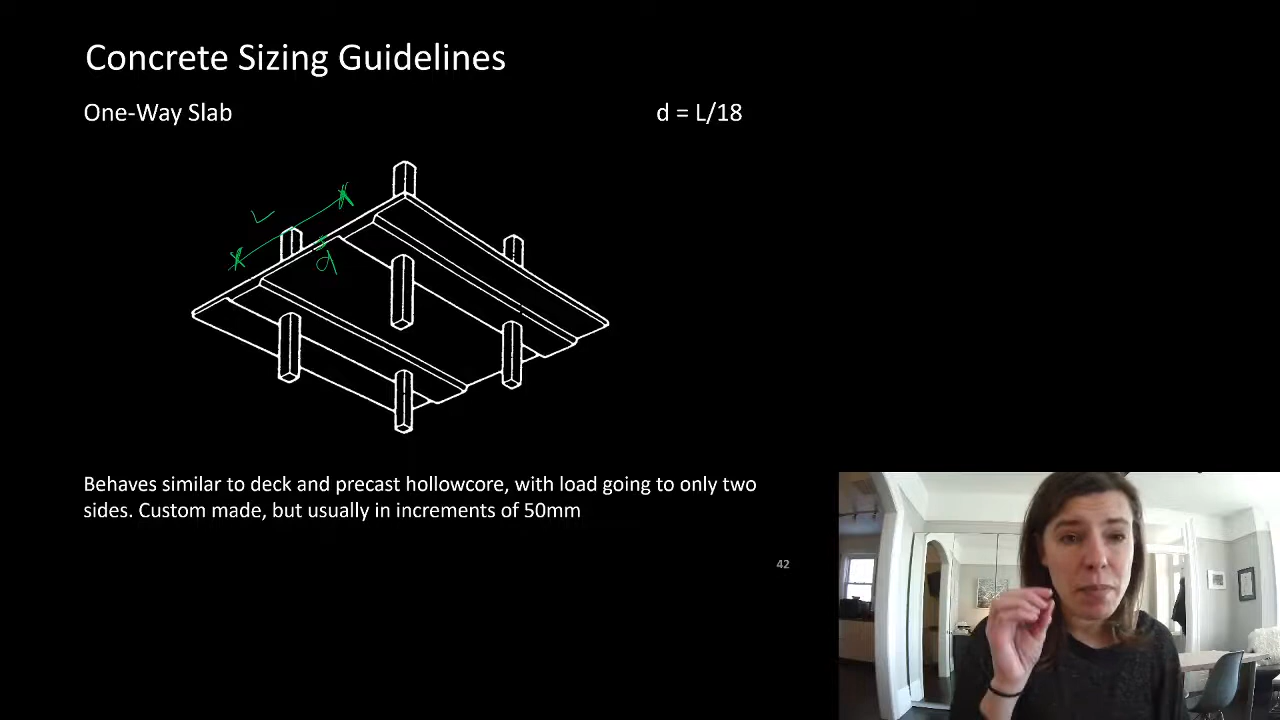 Concrete Sizing Guidelines
One-Way Slab
d = L/18
L
d
Behaves similar to deck and precast hollowcore, with load going to only two
sides. Custom made, but usually in increments of 50mm
42